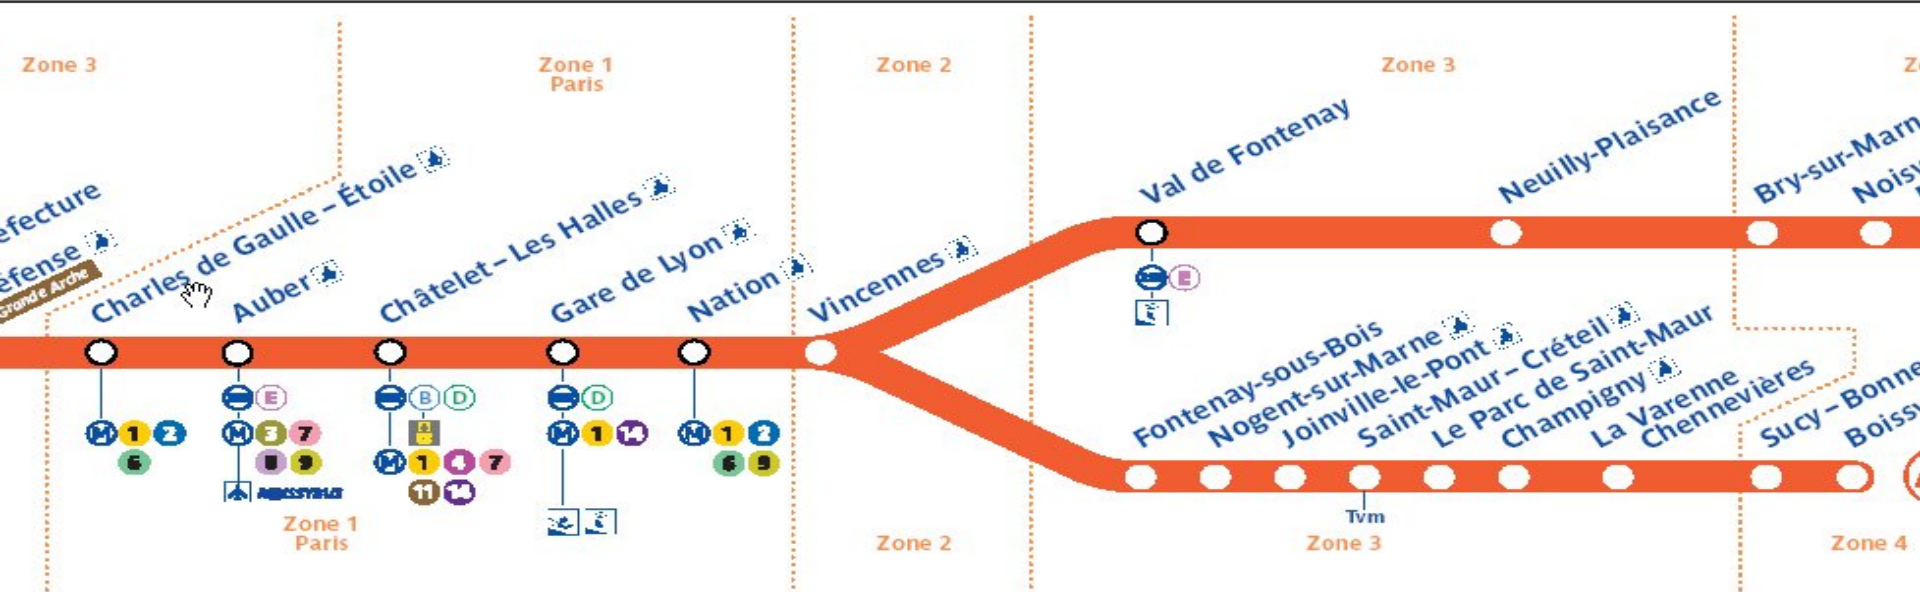 Zone 3
Zone 1
Paris
Zone 2
Zone 3
Grande Arche
Charles de Gaulle – Étoile
Auber
Châtelet – Les Halles
Gare de Lyon
Nation
Vincennes
Val de Fontenay
Neuilly-Plaisance
Bry-sur-Marn
Noisy
E
M 1 2
6
E
M 3 7
8 9
ROISSYBUS
B D
M 1 4 7
11 14
D
M 1 14
M 1 2
6 9
Fontenay-sous-Bois
Nogent-sur-Marne
Joinville-le-Pont
Saint-Maur – Créteil
Le Parc de Saint-Maur
Champigny
La Varenne
Chennevières
Sucy – Bonne
Boissy
Tvm
Zone 1
Paris
Zone 2
Zone 3
Zone 4